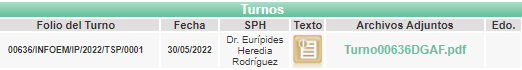 Turnos
Folio del Turno Fecha SPH Texto Archivos Adjuntos Edo.
00636/INFOEM/IP/2022/TSP/0001 30/05/2022 Dr. Eurípides Heredia Rodríguez Turno00636DGAF.pdf